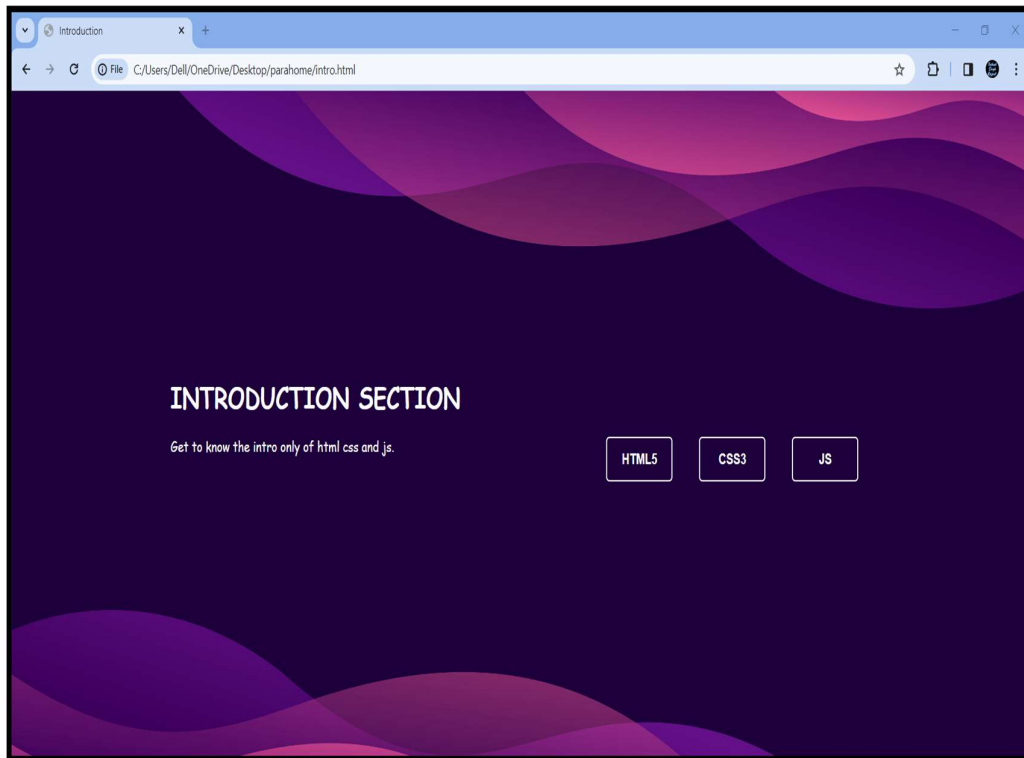 Introduction
File C:/Users/Dell/OneDrive/Desktop/parahome/intro.html
INTRODUCTION SECTION
Get to know the intro only of html css and js.
HTML5 CSS3 JS